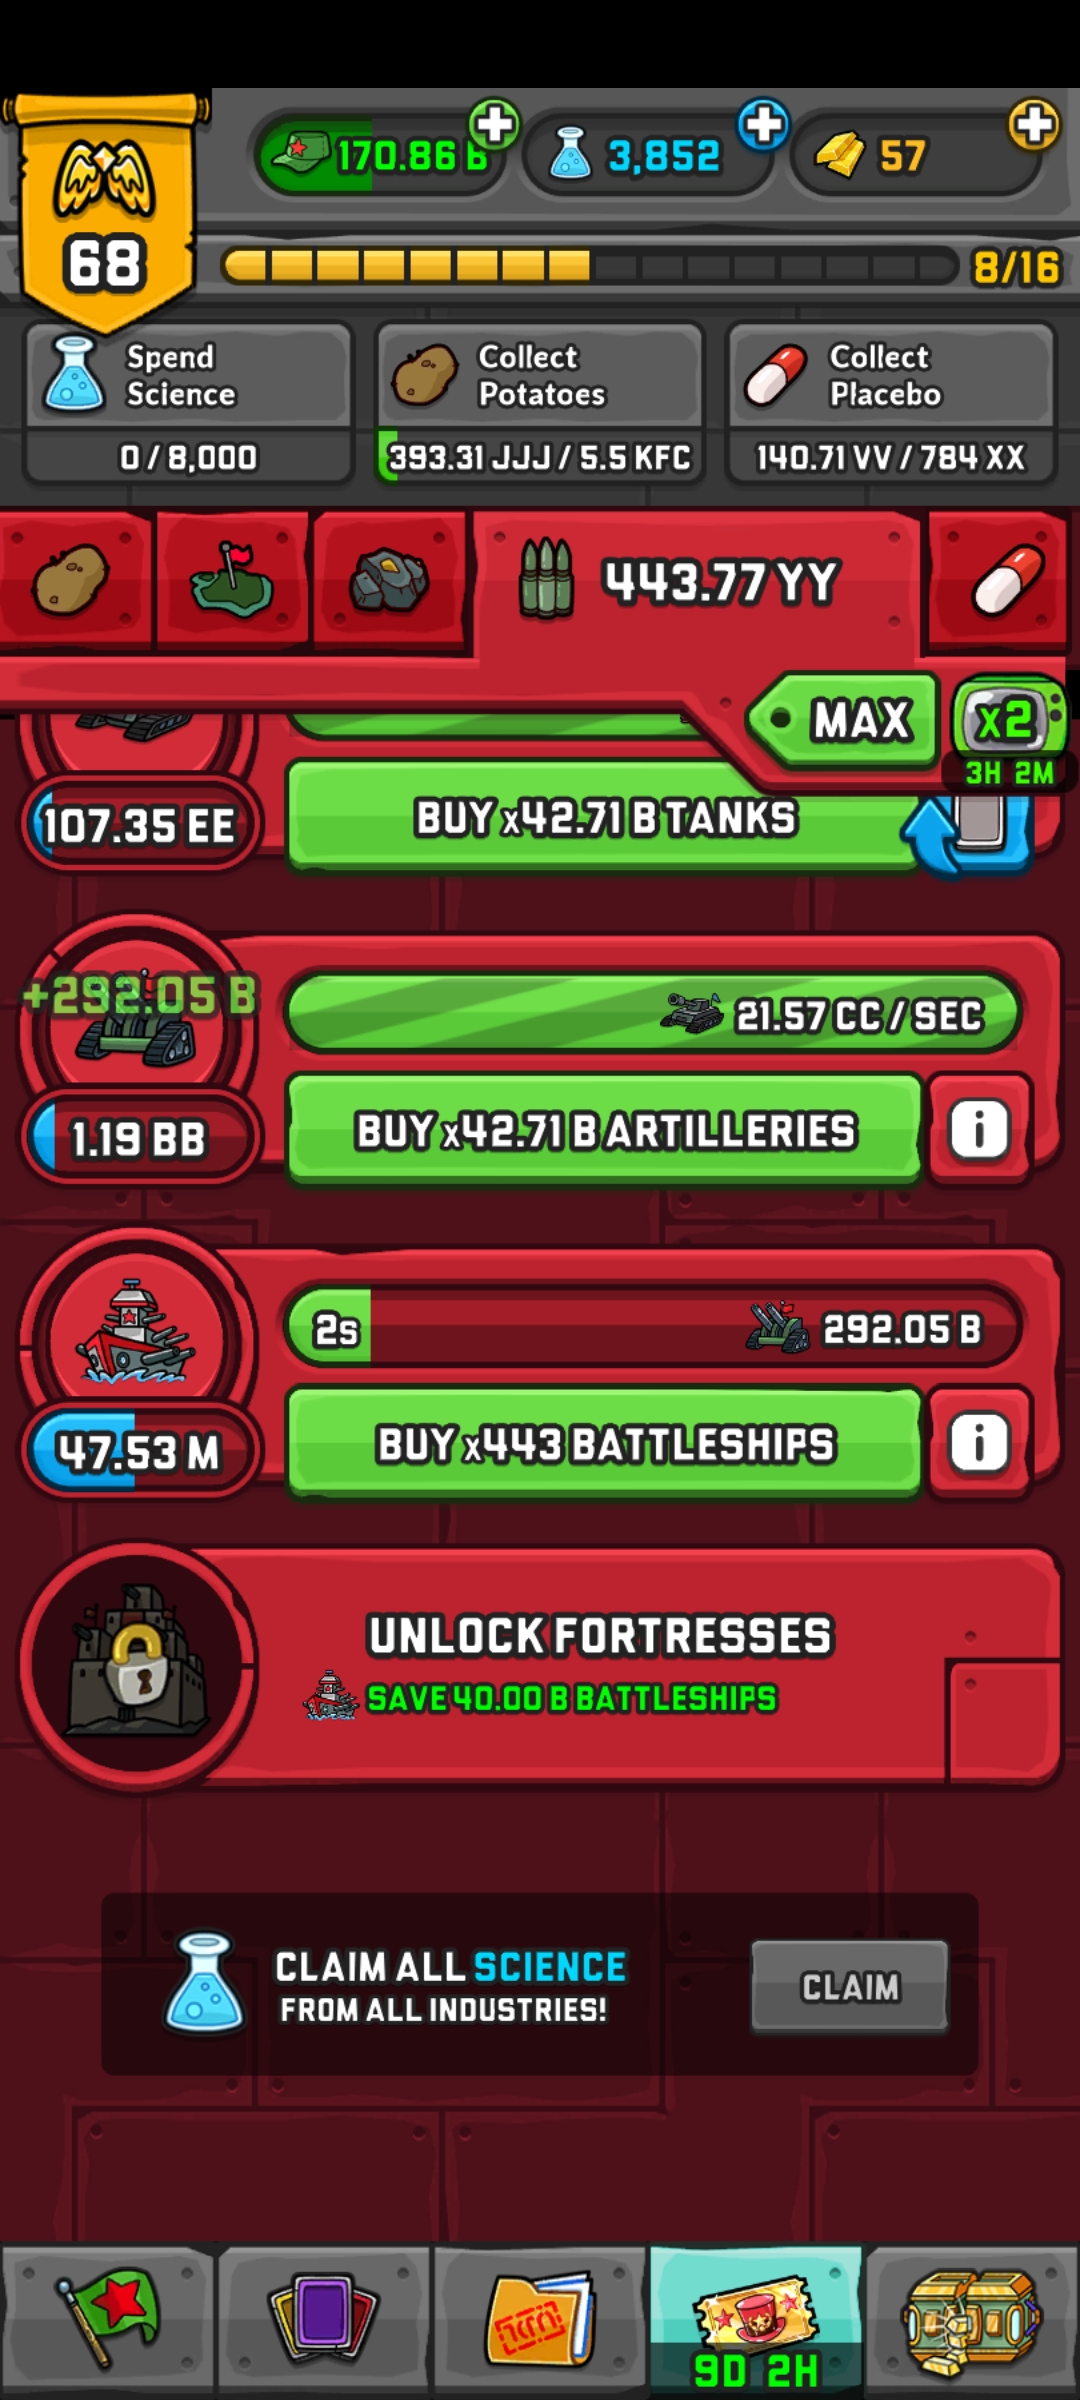 170.86 B
3,852
57
68
8/16
Spend
Science
0 / 8,000
Collect
Potatoes
393.31 JJJ / 5.5 KFC
Collect
Placebo
140.71 VV / 784 XX
443.77 YY
MAX
x2
3H 2M
107.35 EE
BUY x42.71 B TANKS
+292.05 B
21.57 CC / SEC
1.19 BB
BUY x42.71 B ARTILLERIES
i
2s
292.05 B
47.53 M
BUY x443 BATTLESHIPS
i
UNLOCK FORTRESSES
SAVE 40.00 B BATTLESHIPS
CLAIM ALL SCIENCE
FROM ALL INDUSTRIES!
CLAIM
9D 2H